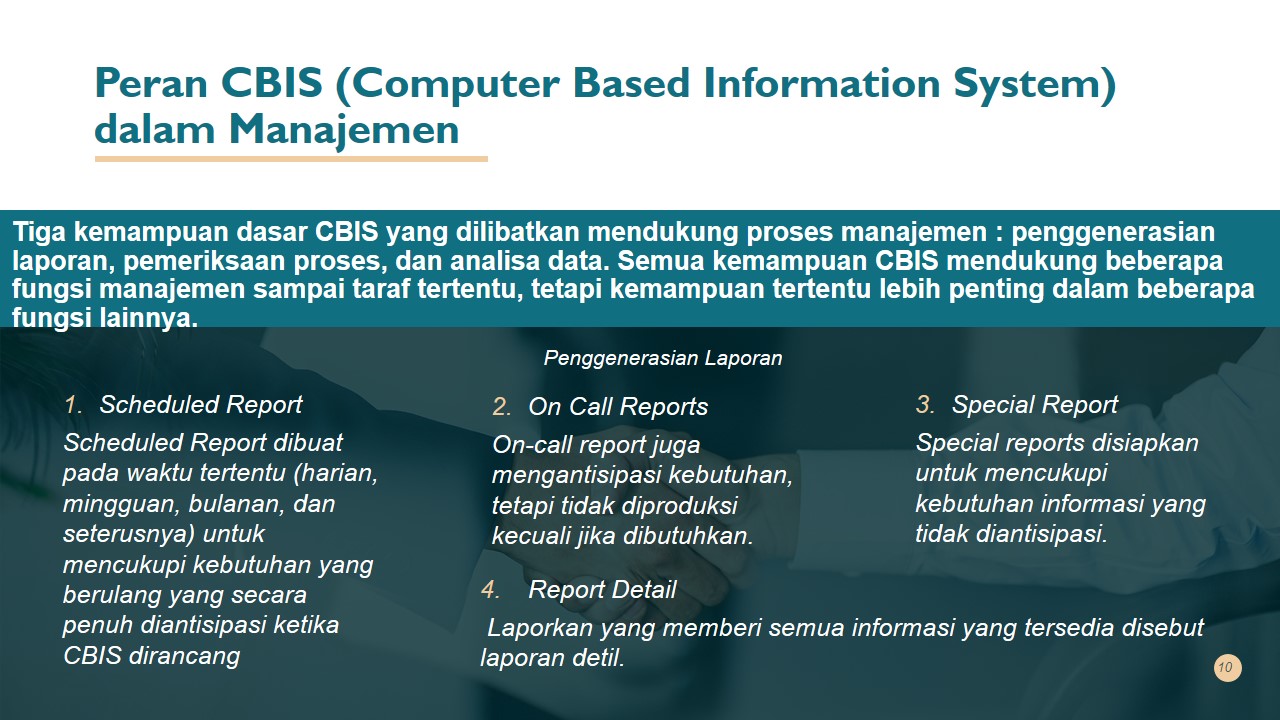 Peran CBIS (Computer Based Information System)
dalam Manajemen
Tiga kemampuan dasar CBIS yang dilibatkan mendukung proses manajemen : penggenerasian
laporan, pemeriksaan proses, dan analisa data. Semua kemampuan CBIS mendukung beberapa
fungsi manajemen sampai taraf tertentu, tetapi kemampuan tertentu lebih penting dalam beberapa
fungsi lainnya.
Penggenerasian Laporan
1. Scheduled Report
Scheduled Report dibuat
pada waktu tertentu (harian,
mingguan, bulanan, dan
seterusnya) untuk
mencukupi kebutuhan yang
berulang yang secara
penuh diantisipasi ketika
CBIS dirancang
2. On Call Reports
On-call report juga
mengantisipasi kebutuhan,
tetapi tidak diproduksi
kecuali jika dibutuhkan.
3. Special Report
Special reports disiapkan
untuk mencukupi
kebutuhan informasi yang
tidak diantisipasi.
4. Report Detail
Laporkan yang memberi semua informasi yang tersedia disebut
laporan detil.
10